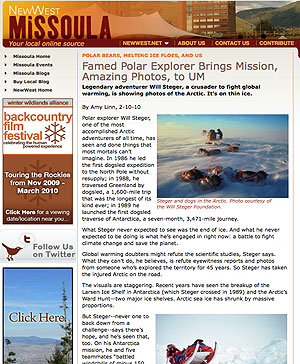 NEWWEST
MISSOULA
Your local online source
NEWWEST.NET
ABOUT US
CONTACT US
CONTRIBUTE
Missoula Home
Missoula Events
Missoula Blogs
Buy Local Blog
NewWest Home
winter wildlands alliance
backcountry
film
festival
celebrating the human
powered experience
Touring the Rockies
from Nov 2009 -
March 2010
Click Here for a viewing
date/location near you...
Follow Us
on Twitter
Click Here
POLAR BEARS, MELTING ICE FLOES, AND US
Famed Polar Explorer Brings Mission,
Amazing Photos, to UM
Legendary adventurer Will Steger, a crusader to fight global
warming, is showing photos of the Arctic. It's on thin ice.
By Amy Linn, 2-10-10
Polar explorer Will Steger,
one of the most
accomplished Arctic
adventurers of all time, has
seen and done things that
most mortals can't
imagine. In 1986 he led
the first dogsled expedition
to the North Pole without
resupply; in 1988, he
traversed Greenland by
dogsled, a 1,600-mile trip
that was the longest of its
kind ever; in 1989 he
launched the first dogsled
traverse of Antarctica, a seven-month, 3,471-mile journey.
Steger and dogs in the Arctic. Photo courtesy of
the Will Steger Foundation.
What Steger never expected to see was the end of ice. And what he never
expected to be doing is what he's engaged in right now: a battle to fight
climate change and save the planet.
Global warming doubters might refute the scientific studies, Steger says.
What they can't do, he believes, is refute eyewitness reports and photos
from someone who's explored the territory for 45 years. So Steger has taken
the injured Arctic on the road.
The visuals are staggering. Recent years have seen the breakup of the
Larsen Ice Shelf in Antarctica (which Steger crossed in 1989) and the Arctic's
Ward Hunt--two major ice shelves. Arctic sea ice has shrunk by massive
proportions.
But Steger--never one to
back down from a
challenge--says there's
hope, and he's seen that,
too. On his Antarctica
mission, he and five
teammates "battled
windchills of minus 150